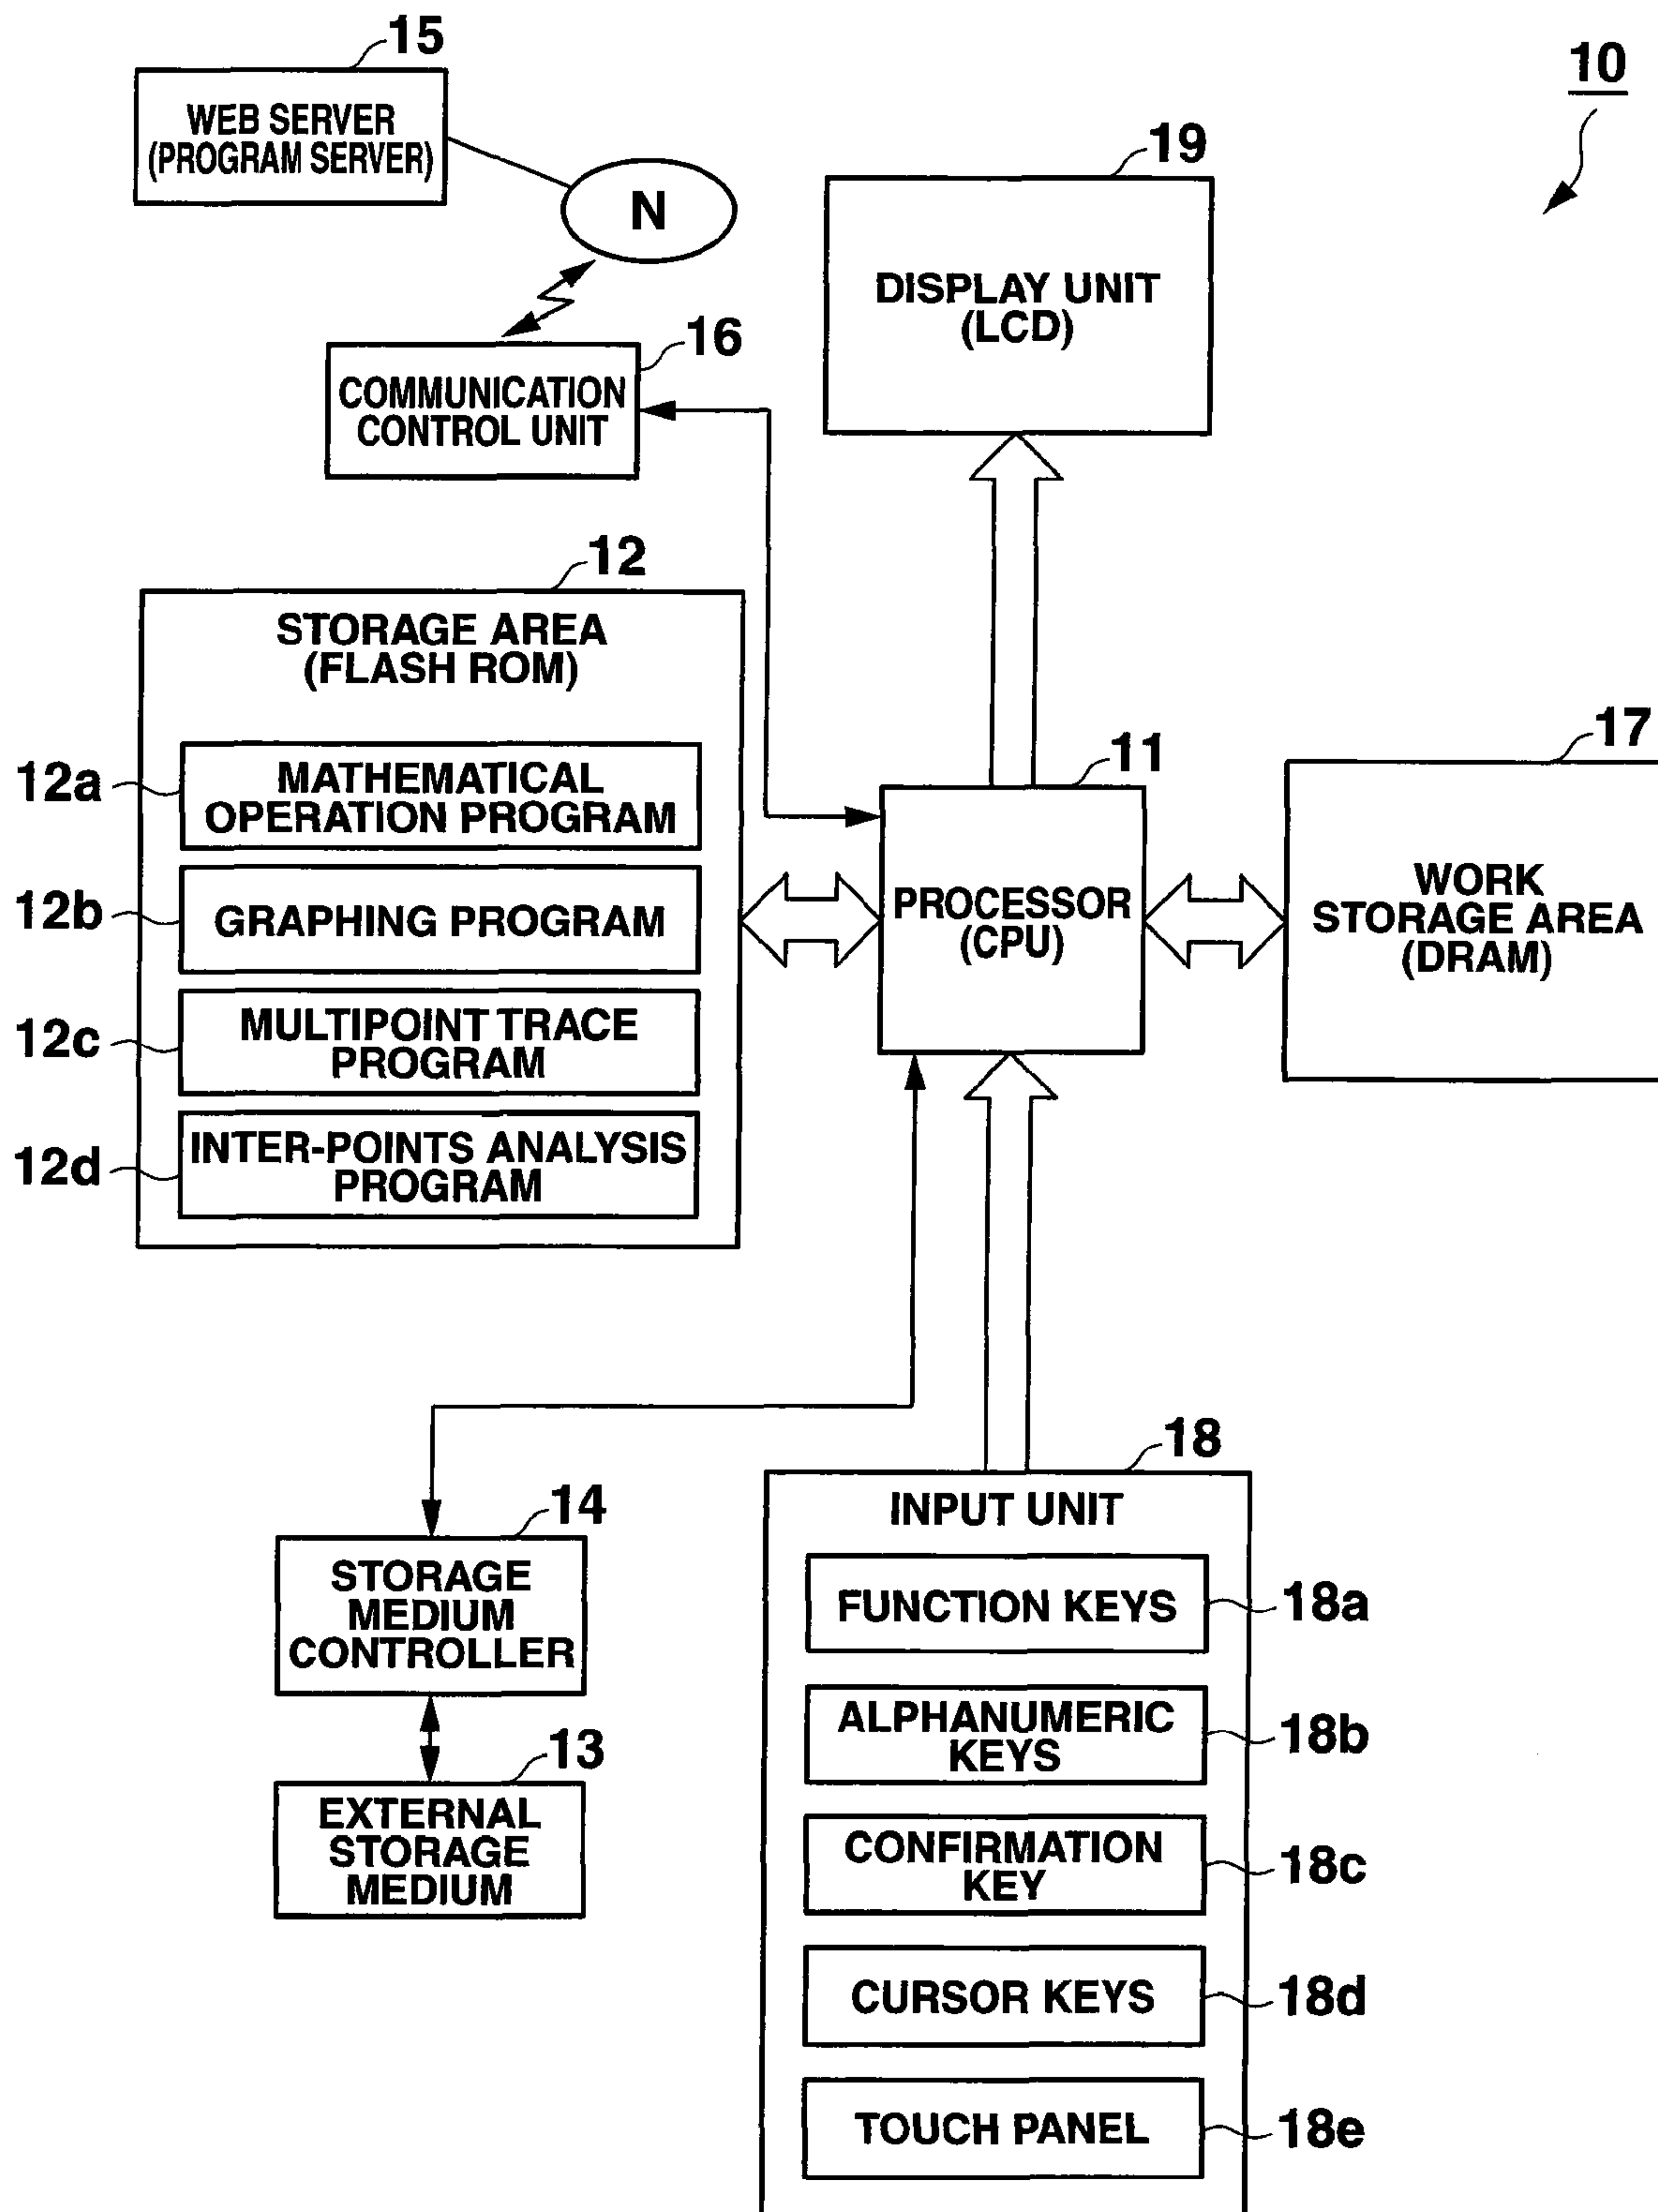 15
WEB SERVER
(PROGRAM SERVER)
N
10
19
DISPLAY UNIT
(LCD)
16
COMMUNICATION
CONTROL UNIT
12
STORAGE AREA
(FLASH ROM)
12a
MATHEMATICAL
OPERATION PROGRAM
12b
GRAPHING PROGRAM
12c
MULTIPOINT TRACE
PROGRAM
12d
INTER-POINTS ANALYSIS
PROGRAM
11
PROCESSOR
(CPU)
17
WORK
STORAGE AREA
(DRAM)
14
STORAGE
MEDIUM
CONTROLLER
13
EXTERNAL
STORAGE
MEDIUM
18
INPUT UNIT
FUNCTION KEYS
18a
ALPHANUMERIC
KEYS
18b
CONFIRMATION
KEY
18c
CURSOR KEYS
18d
TOUCH PANEL
18e